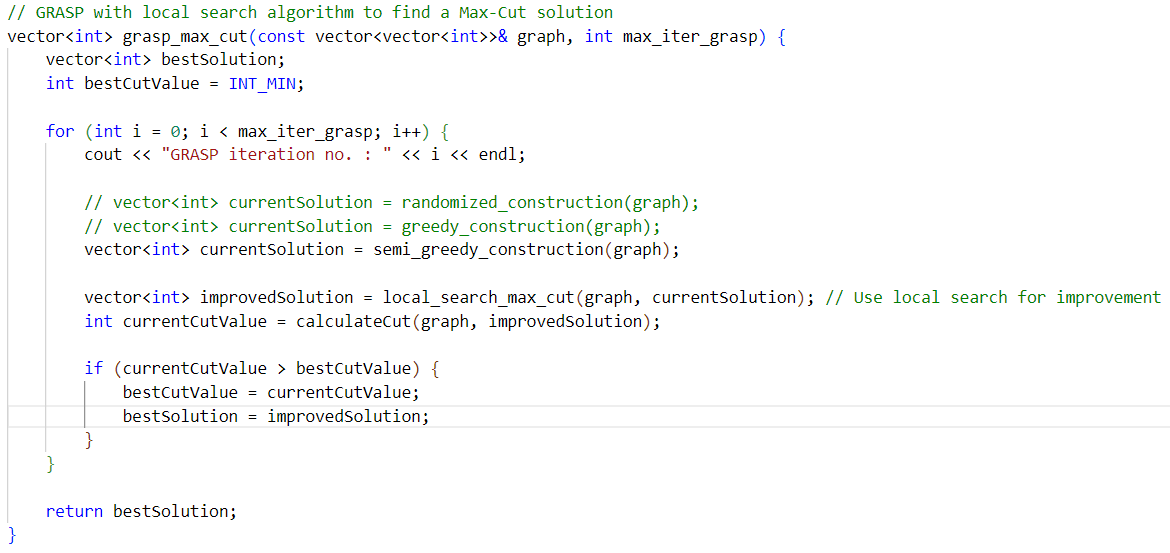 // GRASP with local search algorithm to find a Max-Cut solution
vector<int> grasp_max_cut(const vector<vector<int>>& graph, int max_iter_grasp) {
    vector<int> bestSolution;
    int bestCutValue = INT_MIN;

    for (int i = 0; i < max_iter_grasp; i++) {
        cout << "GRASP iteration no. : " << i << endl;

        // vector<int> currentSolution = randomized_construction(graph);
        // vector<int> currentSolution = greedy_construction(graph);
        vector<int> currentSolution = semi_greedy_construction(graph);

        vector<int> improvedSolution = local_search_max_cut(graph, currentSolution); // Use local search for improvement
        int currentCutValue = calculateCut(graph, improvedSolution);

        if (currentCutValue > bestCutValue) {
            bestCutValue = currentCutValue;
            bestSolution = improvedSolution;
        }
    }

    return bestSolution;
}